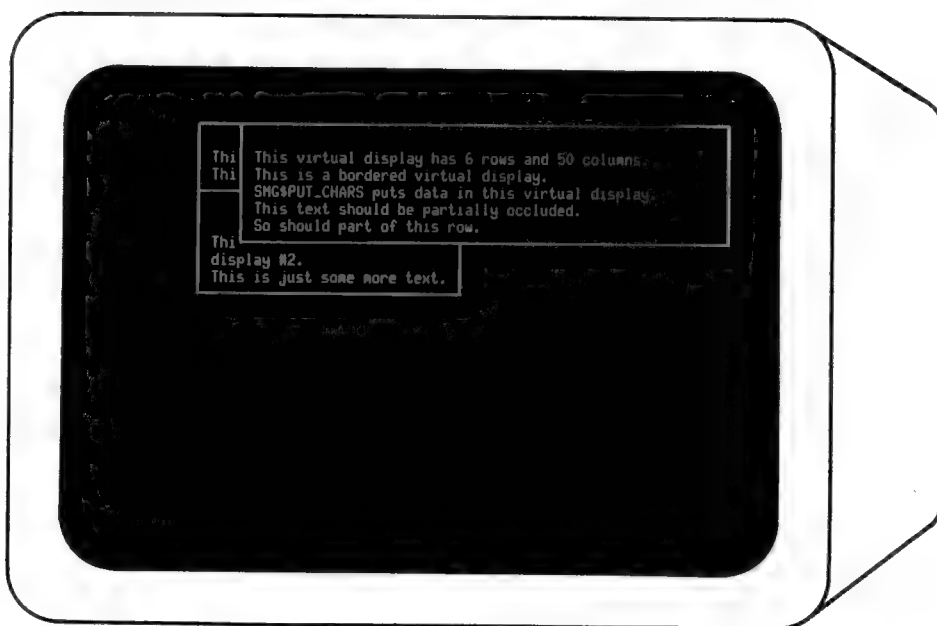 Thi This virtual display has 6 rows and 50 columns.
Thi This is a bordered virtual display.
SMG$PUT_CHARS puts data in this virtual display.
This text should be partially occluded.
So should part of this row.
Thi
display #2.
This is just some more text.